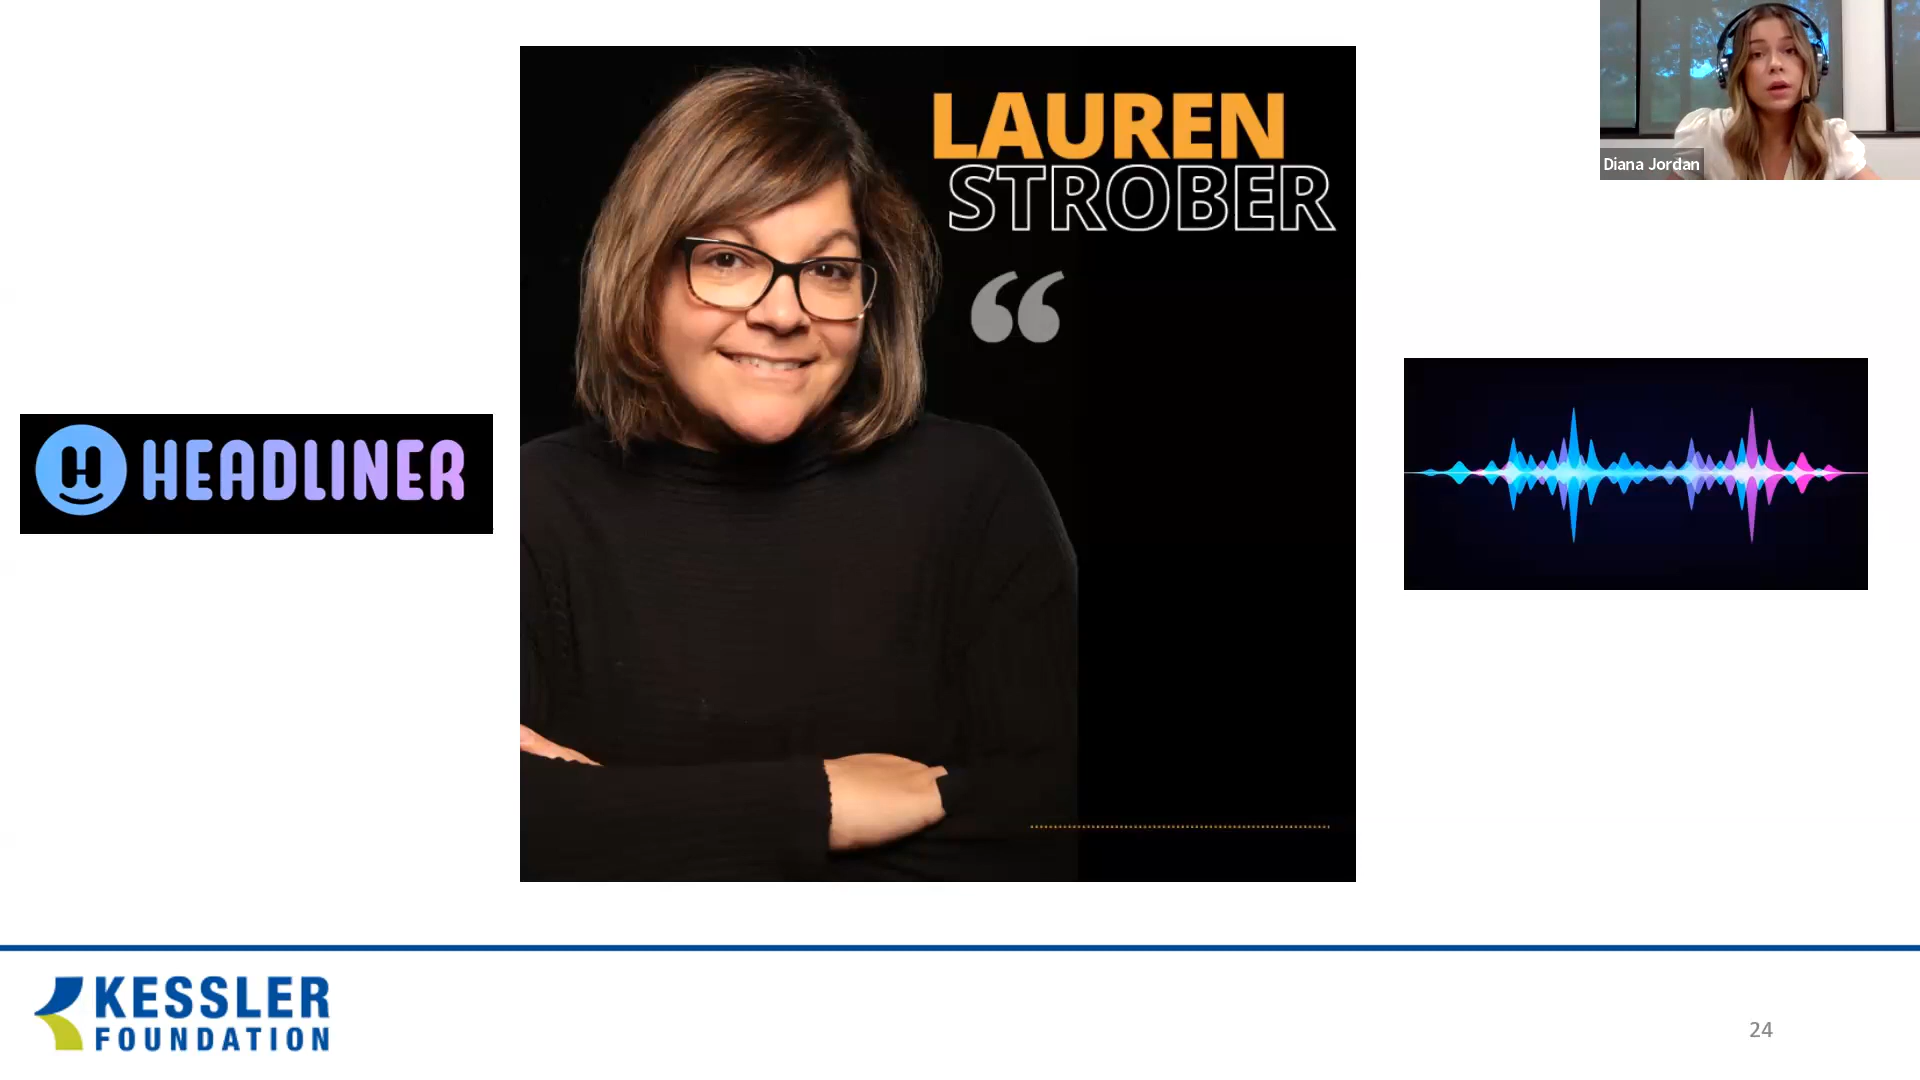 LAUREN
STROBER
“
Diana Jordan
HEADLINER
KESSLER
FOUNDATION
24